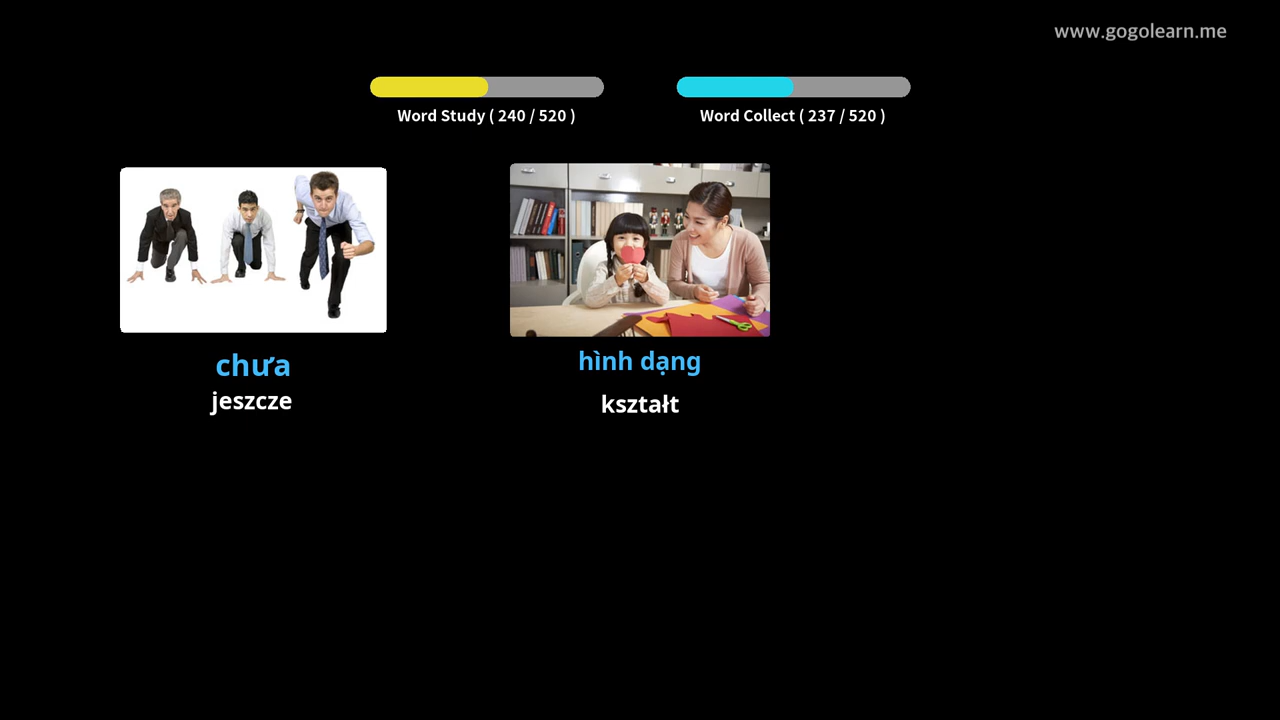 www.gogolearn.me
Word Study ( 240 / 520 )
Word Collect ( 237 / 520 )
chưa
jeszcze
hình dạng
kształt